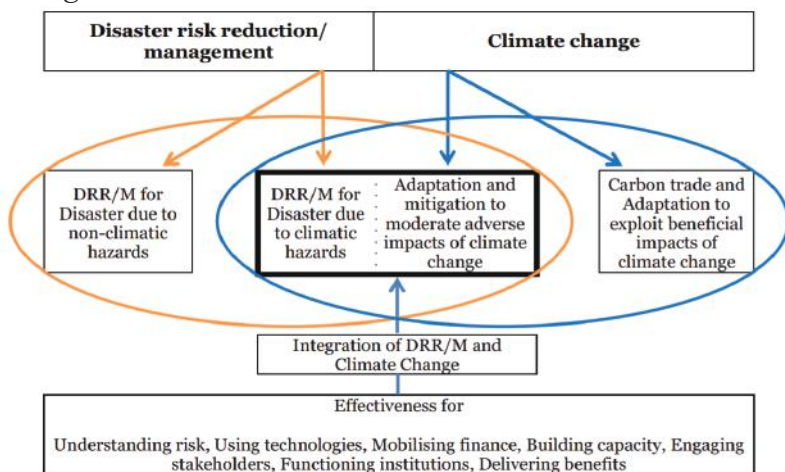 Disaster risk reduction/
management
Climate change
DRR/M for
Disaster due to
non-climatic
hazards
DRR/M for
Disaster due
to climatic
hazards
Adaptation and
mitigation to
moderate adverse
impacts of climate
change
Carbon trade and
Adaptation to
exploit beneficial
impacts of
climate change
Integration of DRR/M and
Climate Change
Effectiveness for
Understanding risk, Using technologies, Mobilising finance, Building capacity, Engaging
stakeholders, Functioning institutions, Delivering benefits